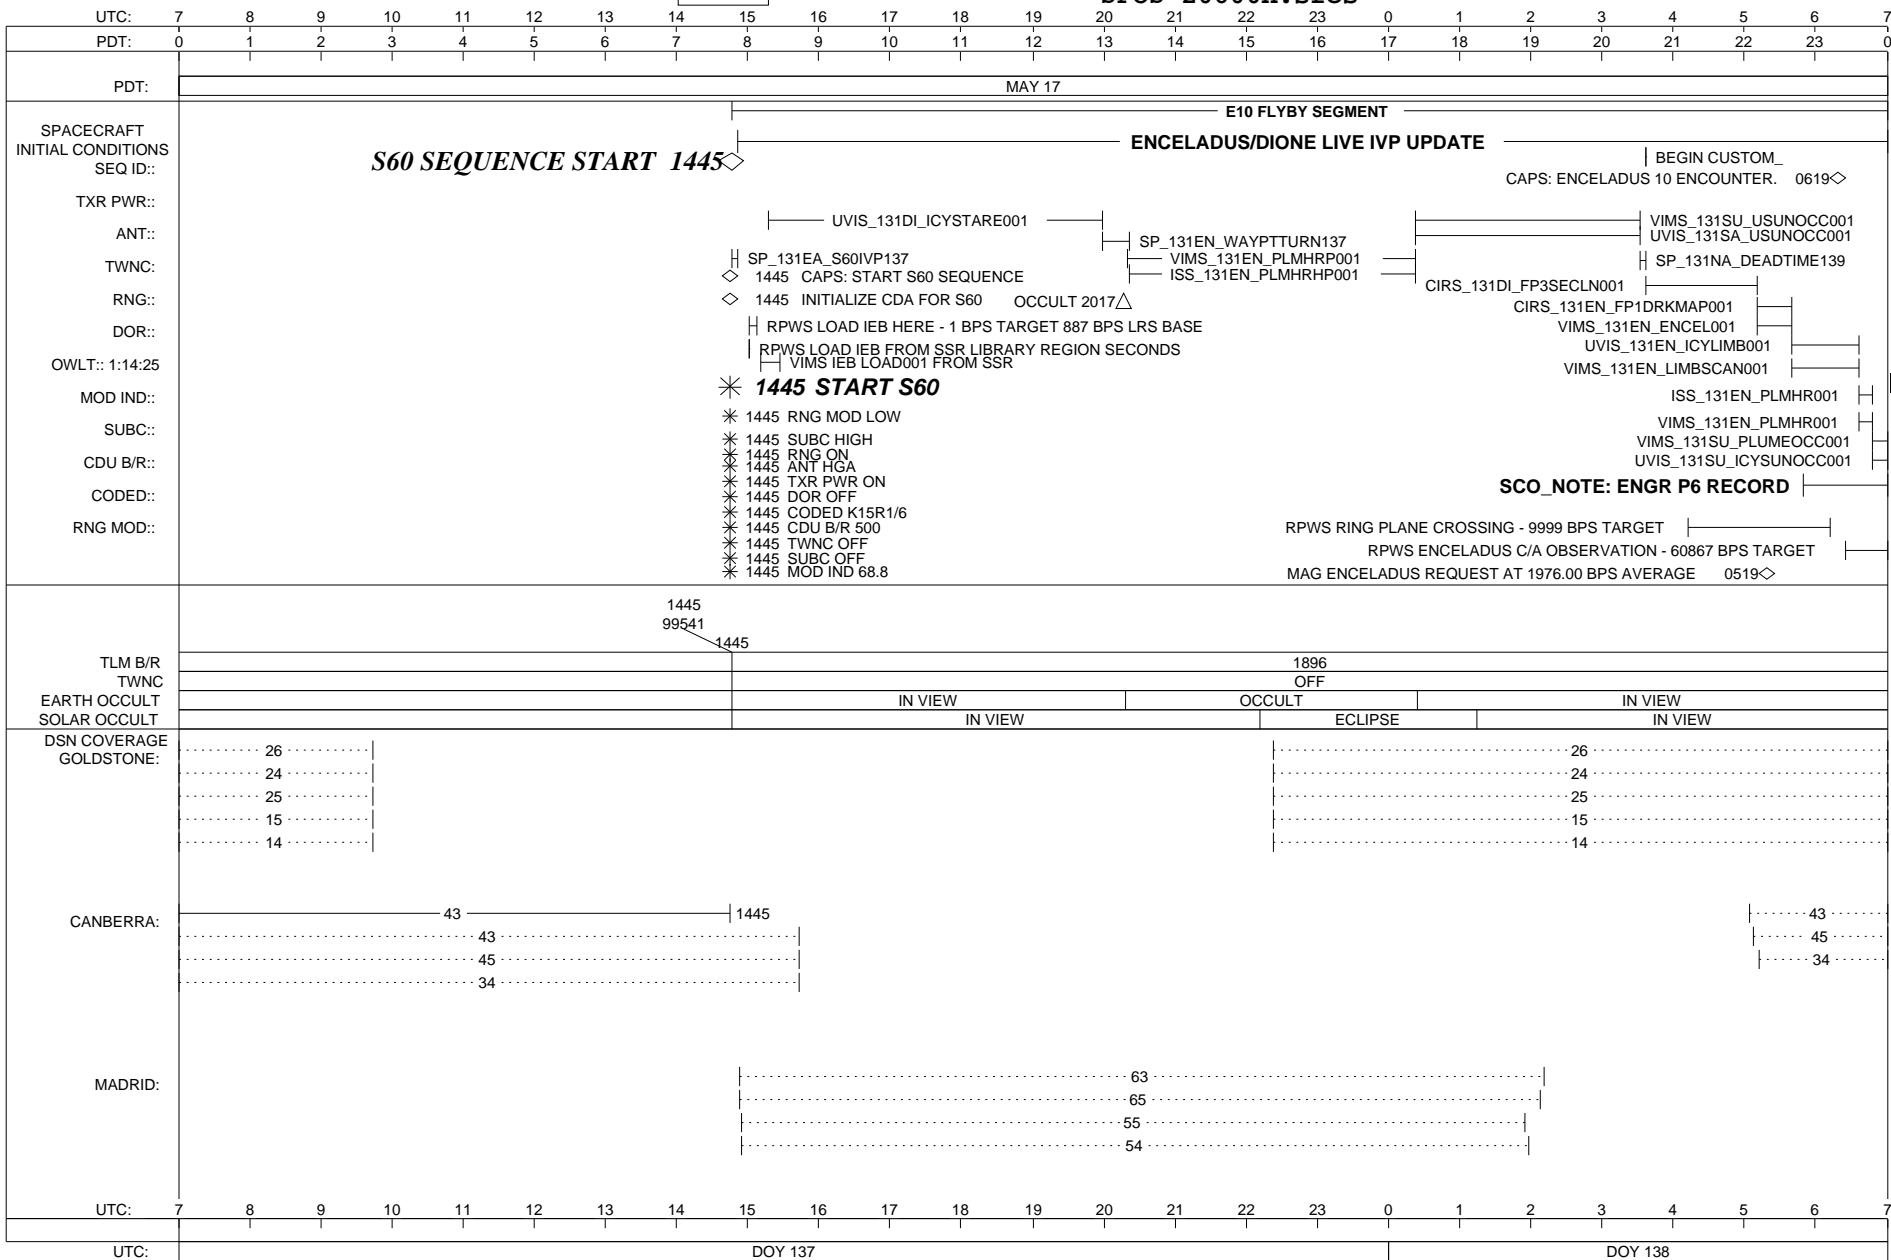 UTC: 7 8 9 10 11 12 13 14 15 16 17 18 19 20 21 22 23 0 1 2 3 4 5 6 7
PDT: 0 1 2 3 4 5 6 7 8 9 10 11 12 13 14 15 16 17 18 19 20 21 22 23 0
PDT: MAY 17
E10 FLYBY SEGMENT
SPACECRAFT
INITIAL CONDITIONS
ENCELADUS/DIONE LIVE IVP UPDATE
S60 SEQUENCE START 1445
SEQ ID::
BEGIN CUSTOM_
CAPS: ENCELADUS 10 ENCOUNTER. 0619
TXR PWR::
UVIS_131DI_ICYSTARE001
VIMS_131SU_USUNOCC001
ANT::
SP_131EN_WAYPTTURN137
UVIS_131SA_USUNOCC001
SP_131EA_S60IVP137
VIMS_131EN_PLMHRP001
SP_131NA_DEADTIME139
TWNC:
1445 CAPS: START S60 SEQUENCE
ISS_131EN_PLMHRHP001
CIRS_131DI_FP3SECLN001
RNG::
1445 INITIALIZE CDA FOR S60
OCCULT 2017
CIRS_131EN_FP1DRKMAP001
DOR::
RPWS LOAD IEB HERE - 1 BPS TARGET 887 BPS LRS BASE
VIMS_131EN_ENCEL001
RPWS LOAD IEB FROM SSR LIBRARY REGION SECONDS
UVIS_131EN_ICYLIMB001
OWLT:: 1:14:25
VIMS IEB LOAD001 FROM SSR
VIMS_131EN_LIMBSCAN001
1445 START S60
MOD IND::
ISS_131EN_PLMHR001
1445 RNG MOD LOW
VIMS_131EN_PLMHR001
SUBC::
1445 SUBC HIGH
VIMS_131SU_PLUMEOCC001
1445 RNG ON
CDU B/R::
1445 ANT HGA
UVIS_131SU_ICYSUNOCC001
1445 TXR PWR ON
SCO_NOTE: ENGR P6 RECORD
CODED::
1445 DOR OFF
1445 CODED K15R1/6
RNG MOD::
1445 CDU B/R 500
RPWS RING PLANE CROSSING - 9999 BPS TARGET
1445 TWNC OFF
RPWS ENCELADUS C/A OBSERVATION - 60867 BPS TARGET
1445 SUBC OFF
1445 MOD IND 68.8
MAG ENCELADUS REQUEST AT 1976.00 BPS AVERAGE 0519
1445
99541
1445
TLM B/R 1896
TWNC OFF
EARTH OCCULT IN VIEW OCCULT IN VIEW
SOLAR OCCULT IN VIEW ECLIPSE IN VIEW
DSN COVERAGE
GOLDSTONE:
26 26
24 24
25 25
15 15
14 14
CANBERRA:
43 1445 43
43 45
45 34
34
MADRID:
63
65
55
54
UTC: 7 8 9 10 11 12 13 14 15 16 17 18 19 20 21 22 23 0 1 2 3 4 5 6 7
UTC: DOY 137 DOY 138